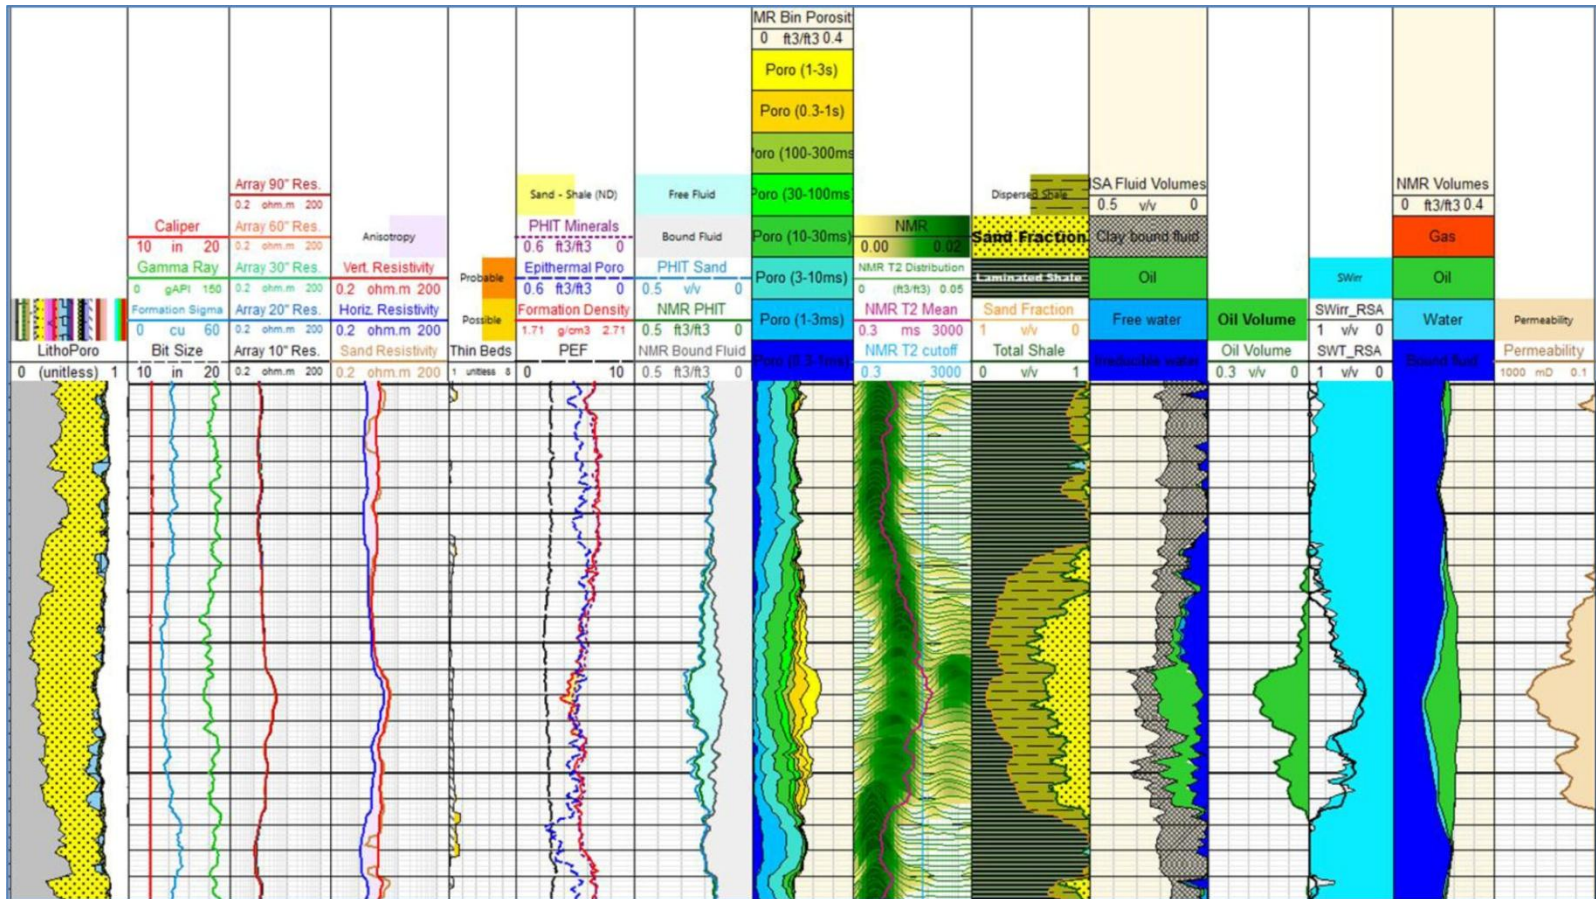 LithoPoro
0 (unitless) 1
Caliper
10 in 20
Gamma Ray
0 gAPI 150
Formation Sigma
0 cu 60
Bit Size
10 in 20
Array 90" Res.
0.2 ohm.m 200
Array 60" Res.
0.2 ohm.m 200
Array 30" Res.
0.2 ohm.m 200
Array 20" Res.
0.2 ohm.m 200
Array 10" Res.
0.2 ohm.m 200
Anisotropy
Vert. Resistivity
0.2 ohm.m 200
Horiz. Resistivity
0.2 ohm.m 200
Sand Resistivity
0.2 ohm.m 200
Probable
Possible
Thin Beds
1 unitless 8
Sand - Shale (ND)
PHIT Minerals
0.6 ft3/ft3 0
Epithermal Poro
0.6 ft3/ft3 0
Formation Density
1.71 g/cm3 2.71
PEF
0 10
Free Fluid
Bound Fluid
PHIT Sand
0.5 v/v 0
NMR PHIT
0.5 ft3/ft3 0
NMR Bound Fluid
0.5 ft3/ft3 0
MR Bin Porosit
0 ft3/ft3 0.4
Poro (1-3s)
Poro (0.3-1s)
Poro (100-300ms
Poro (30-100ms
Poro (10-30ms)
Poro (3-10ms)
Poro (1-3ms)
Poro (0.3-1ms)
NMR
0.00 0.02
NMR T2 Distribution
0 (ft3/ft3) 0.05
NMR T2 Mean
0.3 ms 3000
NMR T2 cutoff
0.3 3000
Dispersed Shale
Sand Fraction
Laminated Shale
Sand Fraction
1 v/v 0
Total Shale
0 v/v 1
SA Fluid Volumes
0.5 v/v 0
Clay bound fluid
Oil
Free water
Irreducible water
Oil Volume
Oil Volume
0.3 v/v 0
SWirr
SWirr_RSA
1 v/v 0
SWT_RSA
1 v/v 0
NMR Volumes
0 ft3/ft3 0.4
Gas
Oil
Water
Bound fluid
Permeability
Permeability
1000 mD 0.1